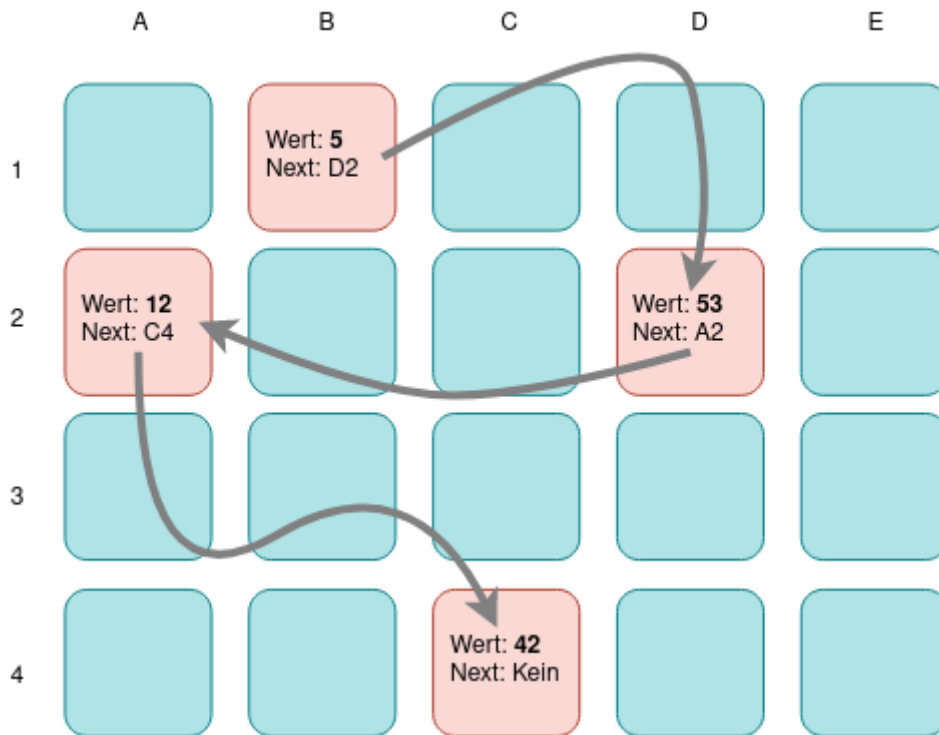 A B C D E
1
Wert: 5
Next: D2
2
Wert: 12
Next: C4
Wert: 53
Next: A2
3
4
Wert: 42
Next: Kein